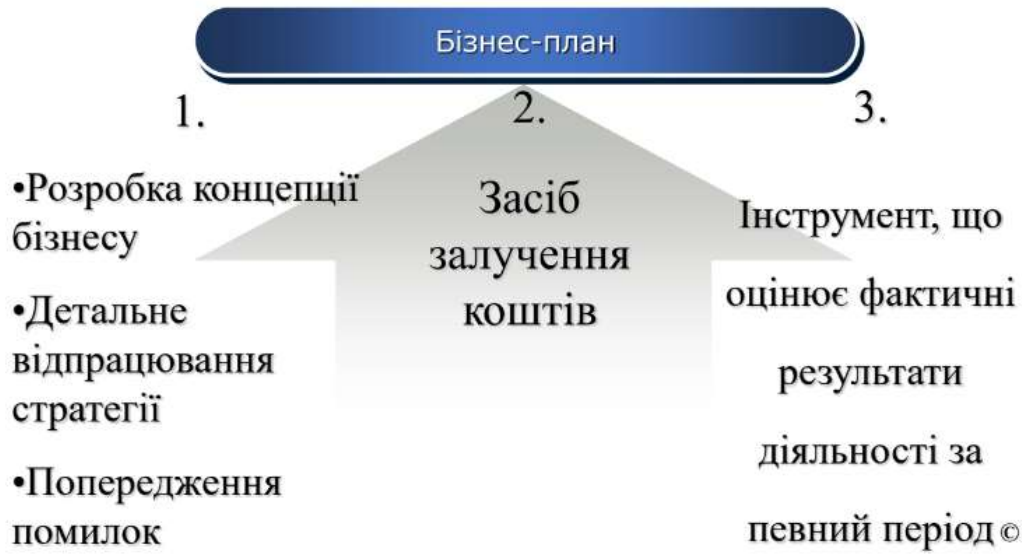 Бізнес-план
1.
•Розробка концепції
бізнесу
•Детальне
відпрацювання
стратегії
•Попередження
помилок
2.
Засіб
залучення
коштів
3.
Інструмент, що
оцінює фактичні
результати
діяльності за
певний період ©